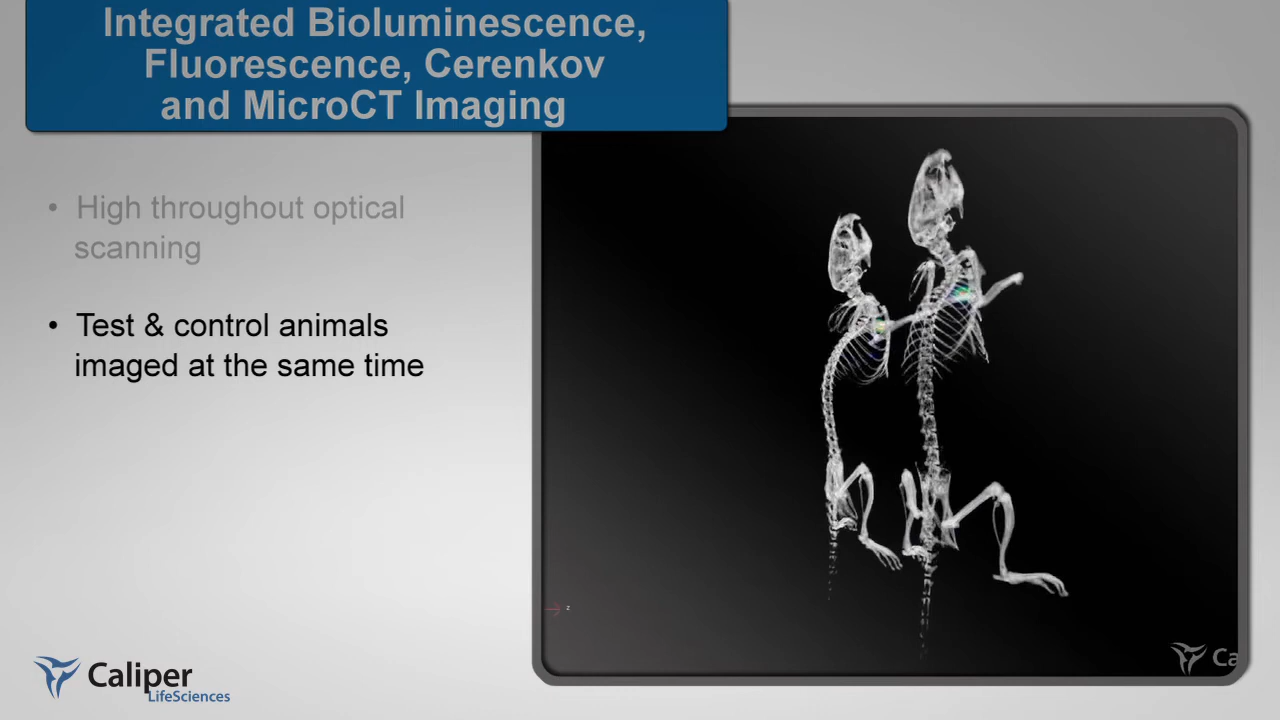 Integrated Bioluminescence,
Fluorescence, Cerenkov
and MicroCT Imaging
• High throughout optical
scanning
• Test & control animals
imaged at the same time
z
Caliper
LifeSciences
Ca